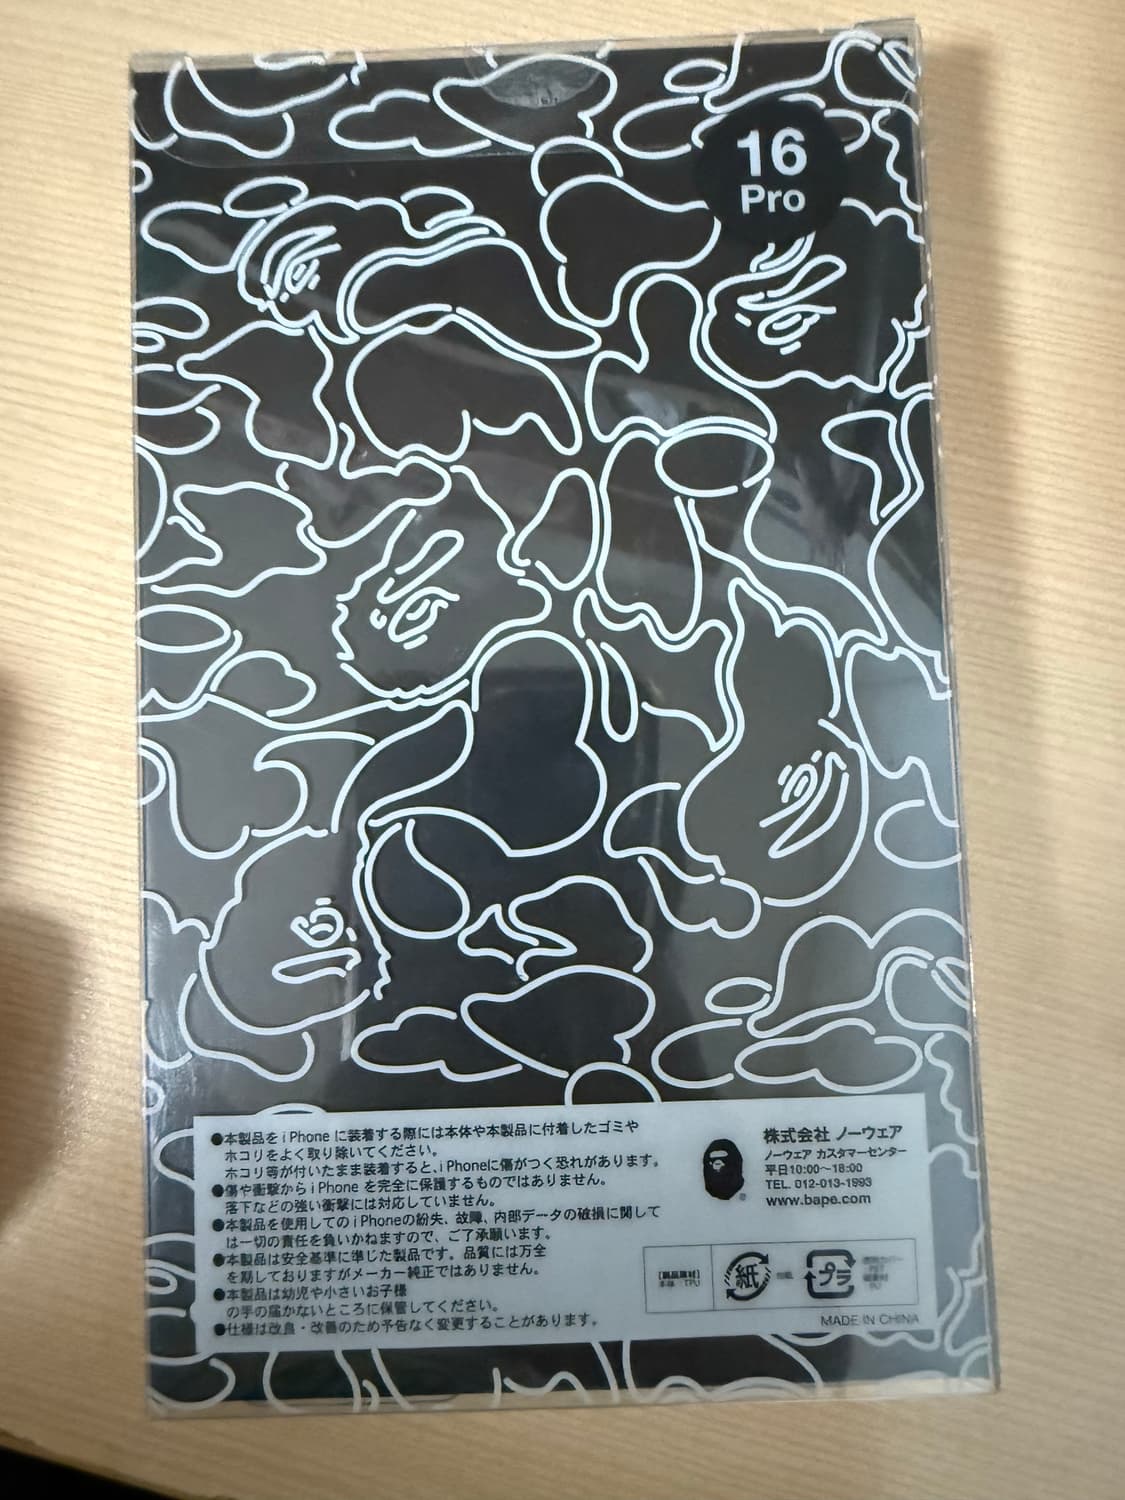 16
Pro
●本製品をiPhone に装着する際には本体や本製品に付着したゴミや
ホコリをよく取り除いてください。
ホコリ等が付いたまま装着すると、iPhoneに傷がつく恐れがあります。
●傷や衝撃からiPhone を完全に保護するものではありません。
落下などの強い衝撃には対応していません。
●本製品を使用してのiPhoneの紛失、故障、内部データの破損に関して
は一切の責任を負いかねますので、ご了承願います。
●本製品は安全基準に準じた製品です。品質には万全
を期しておりますがメーカー純正ではありません。
●本製品は幼児や小さいお子様
の手の届かないところに保管してください。
●仕様は改良・改善のため予告なく変更することがあります。
株式会社 ノーウェア
ノーウェア カスタマーセンター
平日10:00〜18:00
TEL. 012-013-1993
www.bape.com
本体 TPU
紙
プラ
MADE IN CHINA